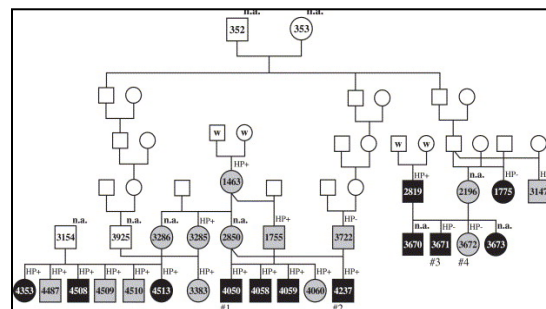 n.a. n.a.
352 353
w w w w
HP+ HP+ n.a. HP-
1463 2819 2196 1775 3147
n.a. n.a. n.a. HP+ n.a. HP+ HP- n.a. HP- HP- n.a.
3154 3925 3286 3285 2850 1755 3722 3670 3671 3672 3673
#3 #4
HP+ HP+ HP+ HP+ HP+ HP+ HP+ HP+ HP+ HP+ HP+ HP+
4353 4487 4508 4509 4510 4513 3383 4050 4058 4059 4060 4237